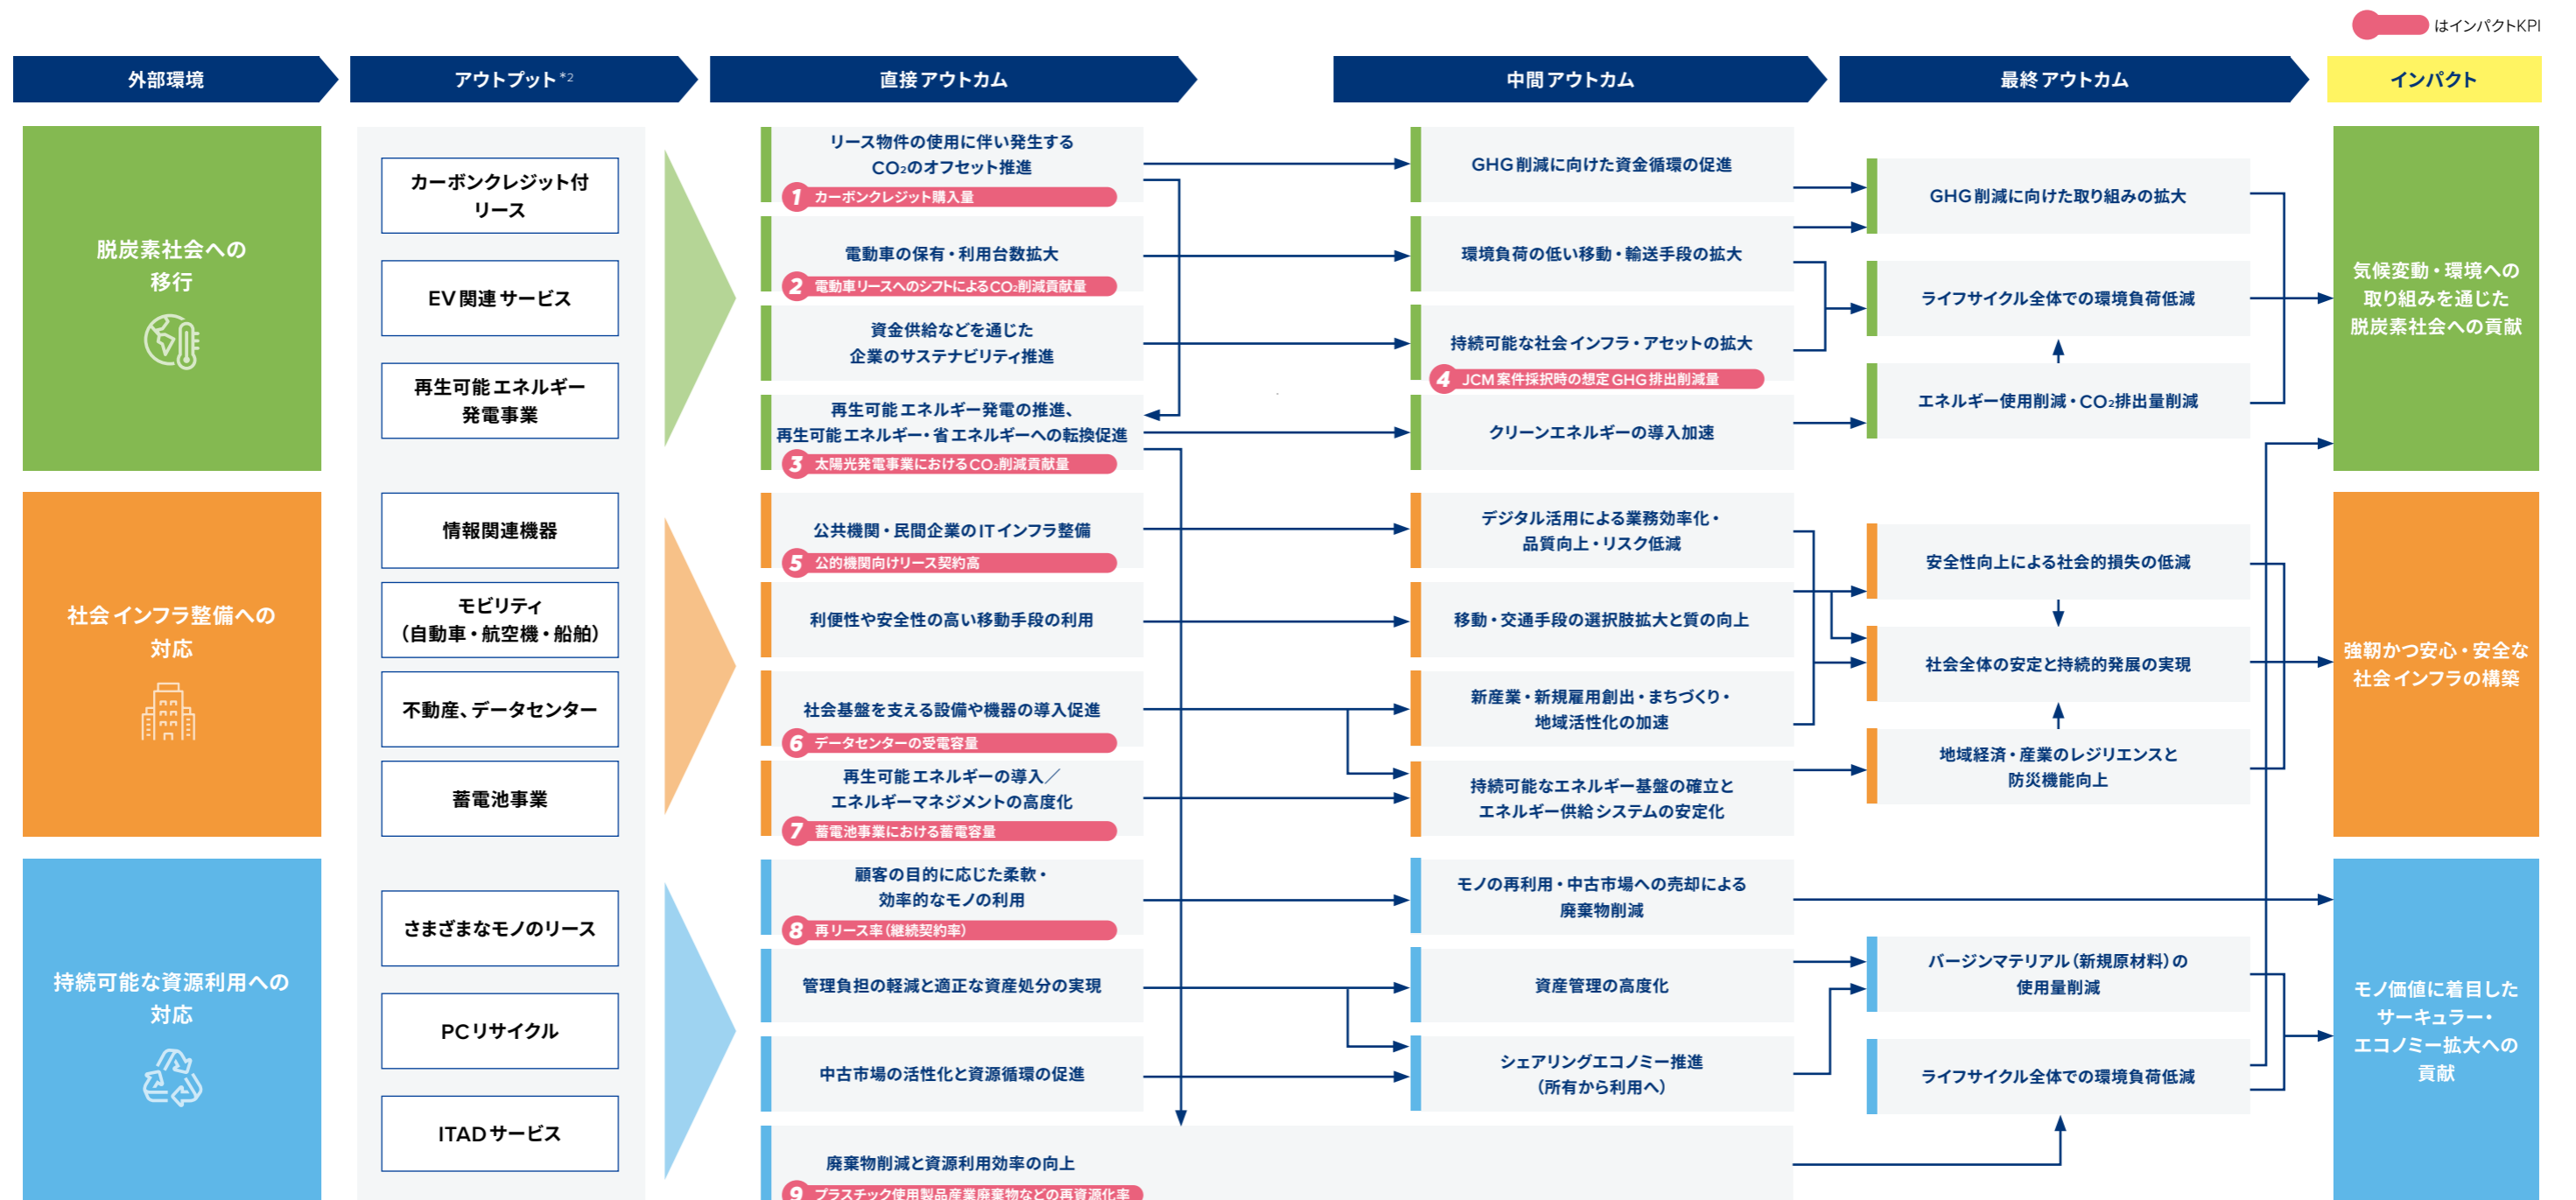 はインパクトKPI
外部環境
アウトプット*2
直接アウトカム
中間アウトカム
最終アウトカム
インパクト
脱炭素社会への
移行
カーボンクレジット付
リース
EV関連サービス
再生可能エネルギー
発電事業
リース物件の使用に伴い発生する
CO₂のオフセット推進
1 カーボンクレジット購入量
電動車の保有・利用台数拡大
2 電動車リースへのシフトによるCO₂削減貢献量
資金供給などを通じた
企業のサステナビリティ推進
再生可能エネルギー発電の推進、
再生可能エネルギー・省エネルギーへの転換促進
3 太陽光発電事業におけるCO₂削減貢献量
GHG削減に向けた資金循環の促進
環境負荷の低い移動・輸送手段の拡大
持続可能な社会インフラ・アセットの拡大
4 JCM案件採択時の想定GHG排出削減量
クリーンエネルギーの導入加速
GHG削減に向けた取り組みの拡大
ライフサイクル全体での環境負荷低減
エネルギー使用削減・CO₂排出量削減
気候変動・環境への
取り組みを通じた
脱炭素社会への貢献
社会インフラ整備への
対応
情報関連機器
モビリティ
（自動車・航空機・船舶）
不動産、データセンター
蓄電池事業
公共機関・民間企業のITインフラ整備
5 公的機関向けリース契約高
利便性や安全性の高い移動手段の利用
社会基盤を支える設備や機器の導入促進
6 データセンターの受電容量
再生可能エネルギーの導入／
エネルギーマネジメントの高度化
7 蓄電池事業における蓄電容量
デジタル活用による業務効率化・
品質向上・リスク低減
移動・交通手段の選択肢拡大と質の向上
新産業・新規雇用創出・まちづくり・
地域活性化の加速
持続可能なエネルギー基盤の確立と
エネルギー供給システムの安定化
安全性向上による社会的損失の低減
社会全体の安定と持続的発展の実現
地域経済・産業のレジリエンスと
防災機能向上
強靭かつ安心・安全な
社会インフラの構築
持続可能な資源利用への
対応
さまざまなモノのリース
PCリサイクル
ITADサービス
顧客の目的に応じた柔軟・
効率的なモノの利用
8 再リース率（継続契約率）
管理負担の軽減と適正な資産処分の実現
中古市場の活性化と資源循環の促進
廃棄物削減と資源利用効率の向上
9 プラスチック使用製品産業廃棄物などの再資源化率
モノの再利用・中古市場への売却による
廃棄物削減
資産管理の高度化
シェアリングエコノミー推進
（所有から利用へ）
バージンマテリアル（新規原材料）の
使用量削減
ライフサイクル全体での環境負荷低減
モノ価値に着目した
サーキュラー・
エコノミー拡大への
貢献